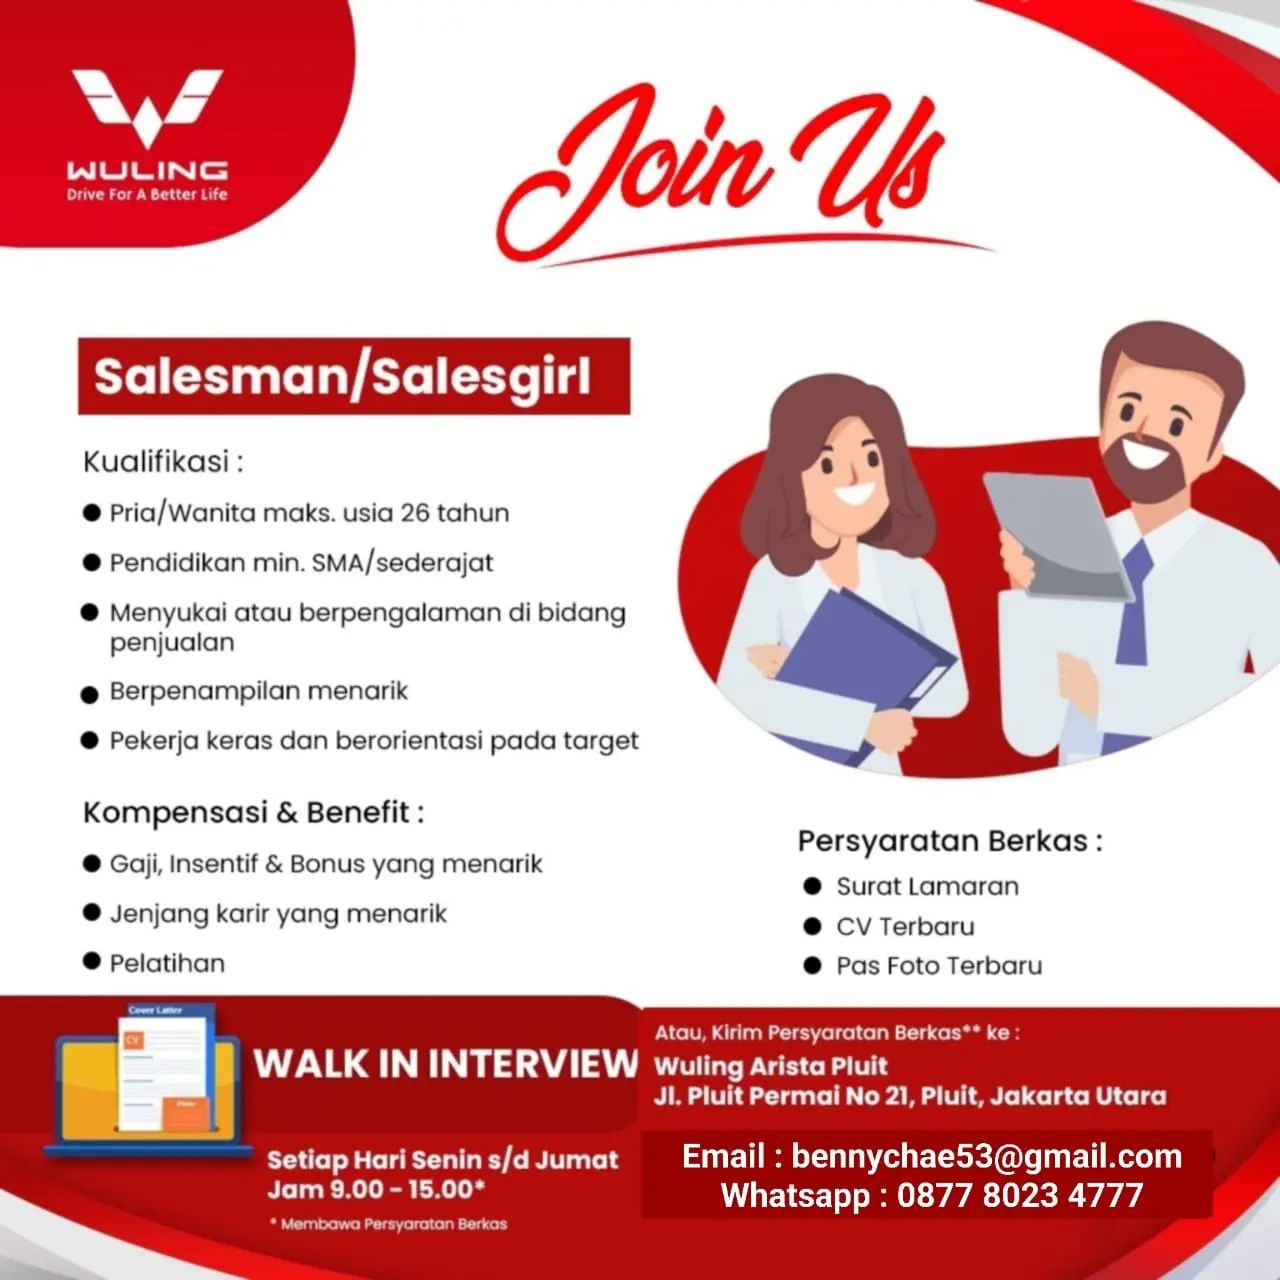 WULING
Drive For A Better Life
Join Us
Salesman/Salesgirl
Kualifikasi :
● Pria/Wanita maks. usia 26 tahun
● Pendidikan min. SMA/sederajat
● Menyukai atau berpengalaman di bidang
penjualan
● Berpenampilan menarik
● Pekerja keras dan berorientasi pada target
Kompensasi & Benefit :
● Gaji, Insentif & Bonus yang menarik
● Jenjang karir yang menarik
● Pelatihan
Persyaratan Berkas :
● Surat Lamaran
● CV Terbaru
● Pas Foto Terbaru
Cover Latter
CV
WALK IN INTERVIEW
Setiap Hari Senin s/d Jumat
Jam 9.00 - 15.00*
* Membawa Persyaratan Berkas
Atau, Kirim Persyaratan Berkas** ke :
Wuling Arista Pluit
Jl. Pluit Permai No 21, Pluit, Jakarta Utara
Email : bennychae53@gmail.com
Whatsapp : 0877 8023 4777